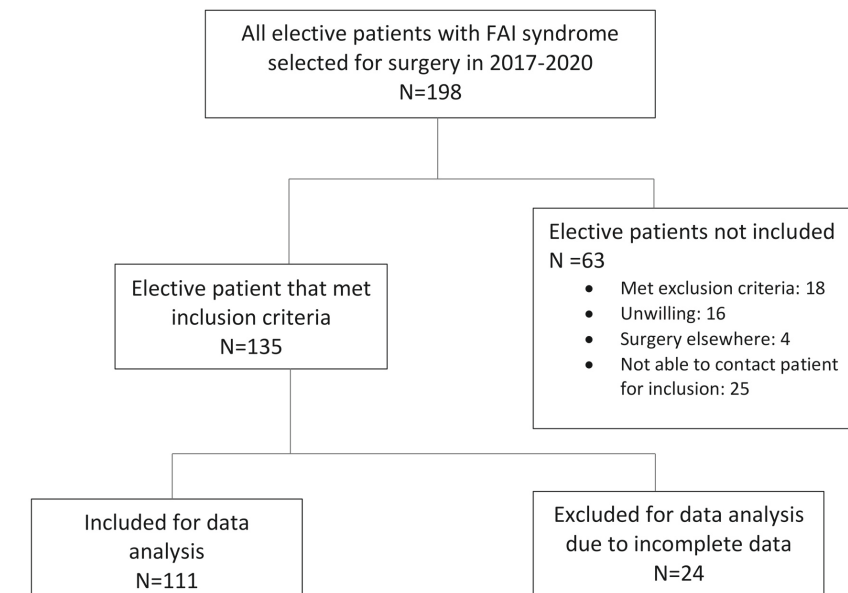 All elective patients with FAI syndrome
selected for surgery in 2017-2020
N=198
Elective patients not included
N =63
• Met exclusion criteria: 18
• Unwilling: 16
• Surgery elsewhere: 4
• Not able to contact patient
for inclusion: 25
Elective patient that met
inclusion criteria
N=135
Included for data
analysis
N=111
Excluded for data analysis
due to incomplete data
N=24